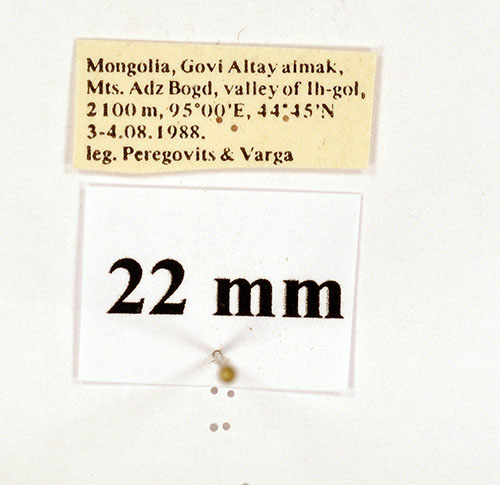 Mongolia, Govi Altay aimak,
Mts. Adz Bogd, valley of Ih-gol,
2100 m, 95°00'E, 44°45'N
3-4.08.1988.
leg. Peregovits & Varga
22 mm